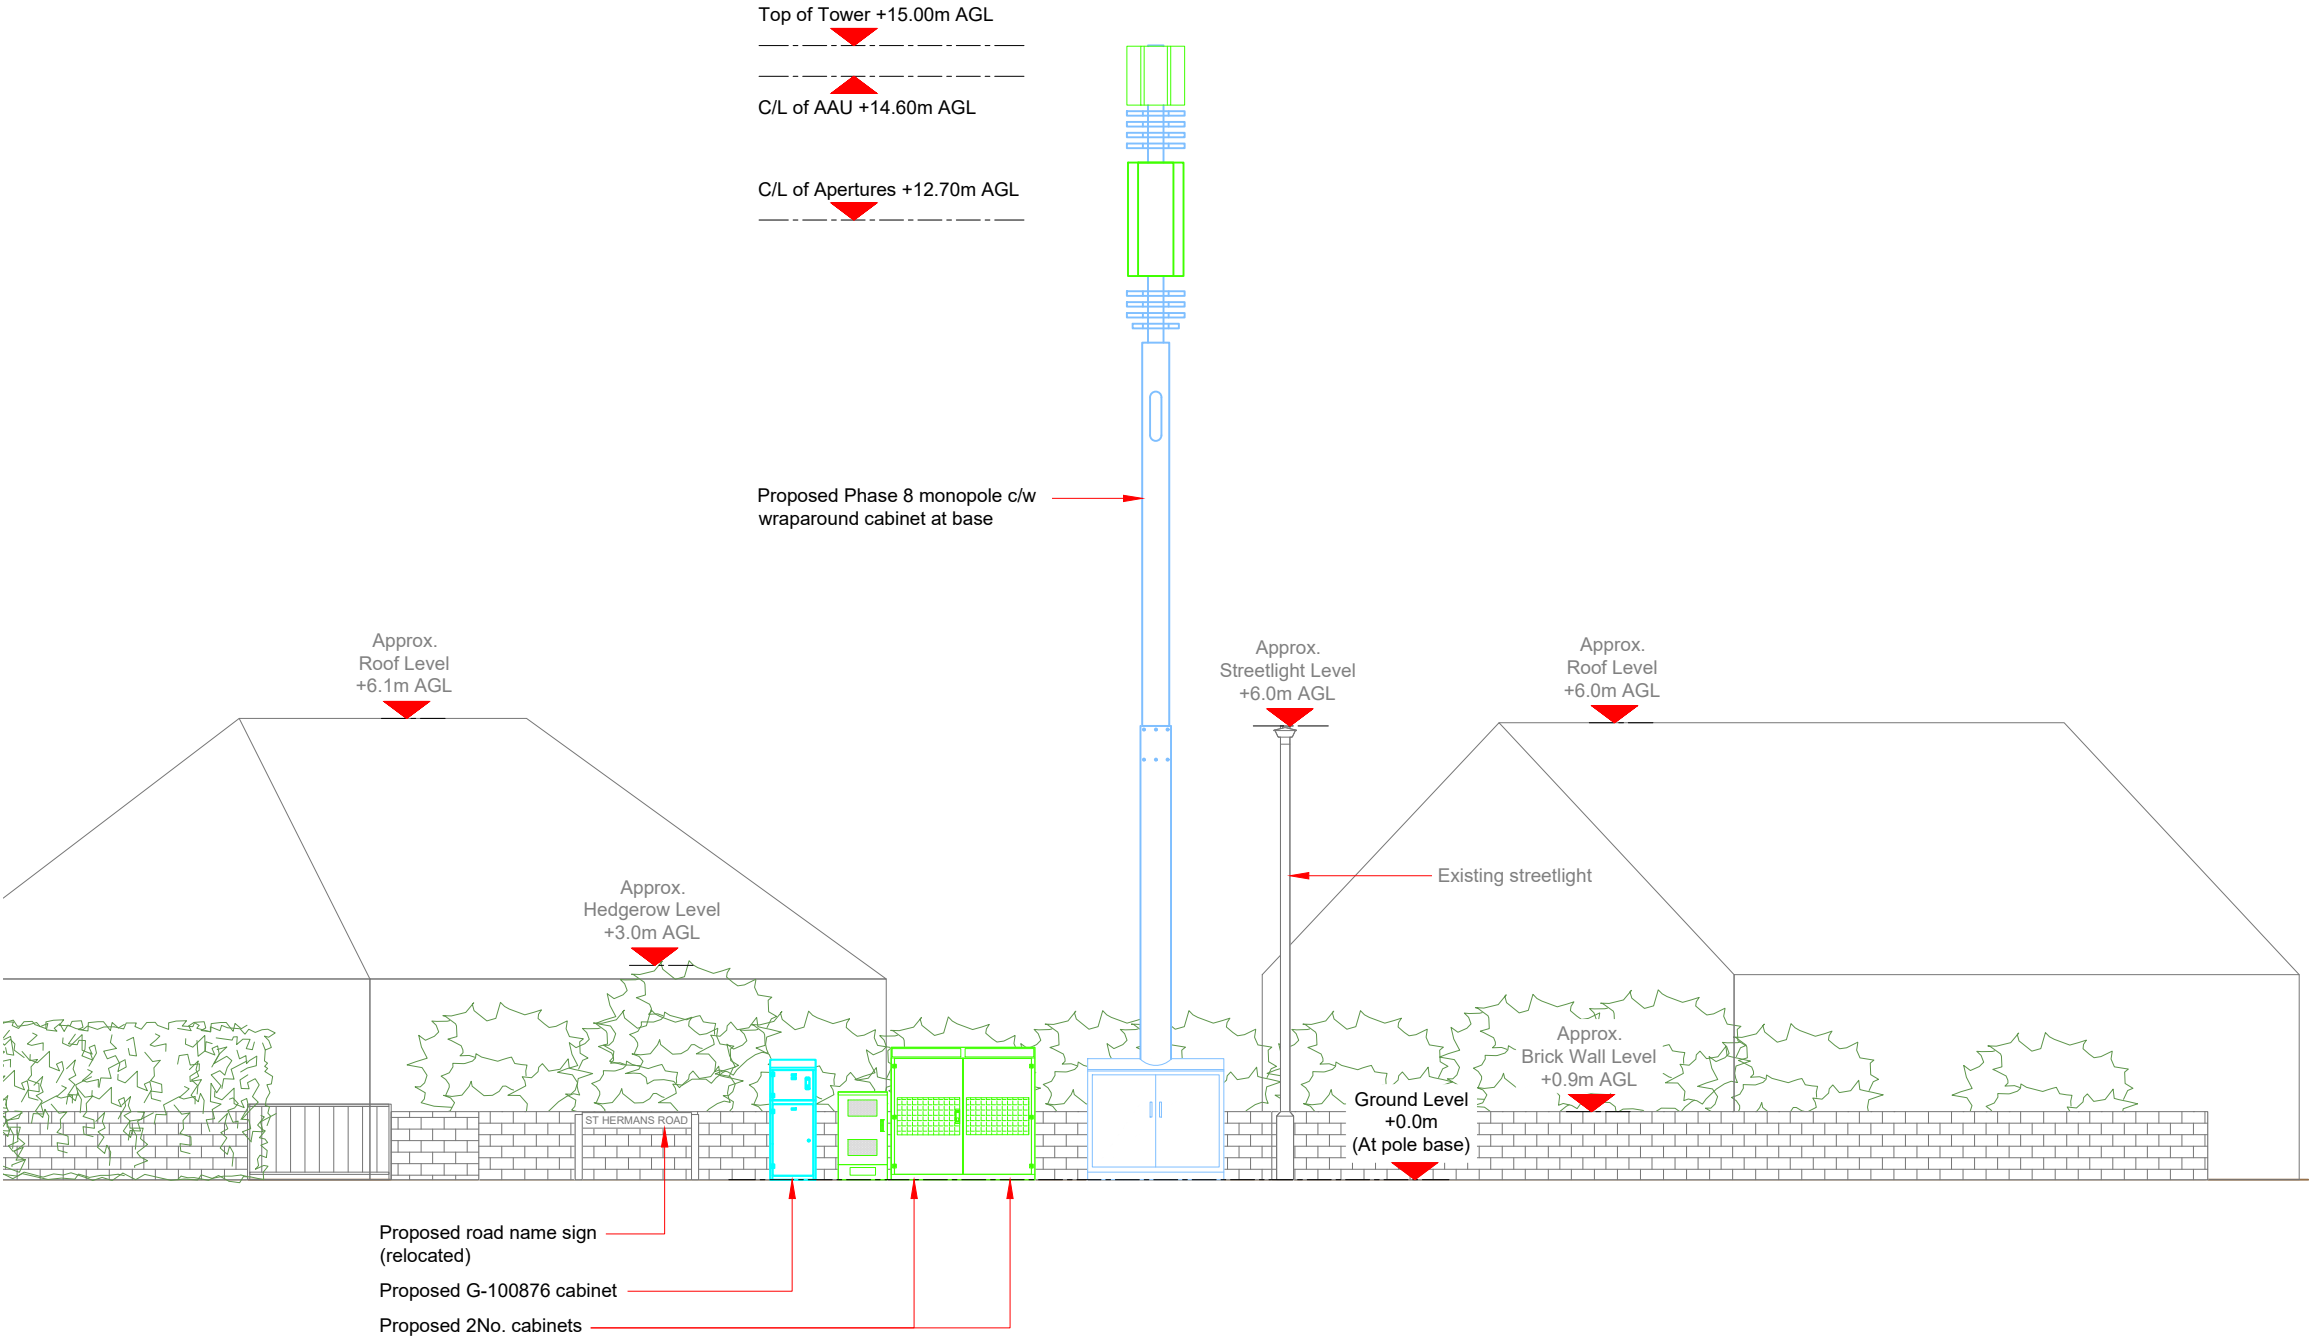 Top of Tower +15.00m AGL
C/L of AAU +14.60m AGL
C/L of Apertures +12.70m AGL
Proposed Phase 8 monopole c/w
wraparound cabinet at base
Approx.
Roof Level
+6.1m AGL
Approx.
Streetlight Level
+6.0m AGL
Approx.
Roof Level
+6.0m AGL
Existing streetlight
Approx.
Hedgerow Level
+3.0m AGL
Approx.
Brick Wall Level
+0.9m AGL
Ground Level
+0.0m
(At pole base)
ST HERMANS ROAD
Proposed road name sign
(relocated)
Proposed G-100876 cabinet
Proposed 2No. cabinets